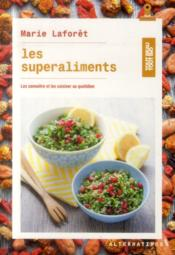 Marie Laforêt
les
superaliments
Les connaître et les cuisiner au quotidien
ALTERNATIVES